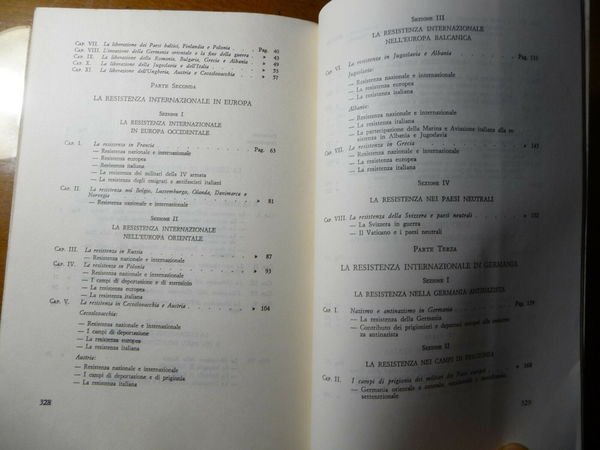 CAP. VII. La liberazione dei Paesi baltici, Finlandia e Polonia Pag. 40
CAP. VIII. L'invasione della Germania orientale e la fine della guerra » 43
CAP. IX. La liberazione della Romania, Bulgaria, Grecia e Albania » 49
CAP. X. La liberazione della Jugoslavia e dell'Italia » 53
CAP. XI. La liberazione dell'Ungheria, Austria e Cecoslovacchia » 57
PARTE SECONDA
LA RESISTENZA INTERNAZIONALE IN EUROPA
SEZIONE I
LA RESISTENZA INTERNAZIONALE
IN EUROPA OCCIDENTALE
CAP. I. La resistenza in Francia Pag. 63
— Resistenza nazionale e internazionale
— Resistenza europea
— Resistenza italiana
— La resistenza dei militari della IV armata
— La resistenza degli emigrati e antifascisti italiani
CAP. II. La resistenza nel Belgio, Lussemburgo, Olanda, Danimarca e
Norvegia » 81
— Resistenza nazionale e internazionale
SEZIONE II
LA RESISTENZA INTERNAZIONALE
NELL'EUROPA ORIENTALE
CAP. III. La resistenza in Russia » 87
— Resistenza nazionale e internazionale
CAP. IV. La resistenza in Polonia » 93
— Resistenza nazionale e internazionale
— I campi di deportazione e di sterminio
— La resistenza europea
— La resistenza italiana
CAP. V. La resistenza in Cecoslovacchia e Austria » 104
Cecoslovacchia:
— Resistenza nazionale e internazionale
— I campi di deportazione
— La resistenza europea
— La resistenza italiana
Austria:
— Resistenza nazionale e internazionale
— I campi di deportazione e di prigionia
— La resistenza italiana
328
SEZIONE III
LA RESISTENZA INTERNAZIONALE
NELL'EUROPA BALCANICA
CAP. VI. La resistenza in Jugoslavia e Albania Pag.
Jugoslavia:
— Resistenza nazionale e internazionale
— La resistenza europea
— La resistenza italiana
Albania:
— Resistenza nazionale e internazionale
— La resistenza italiana
— La partecipazione della Marina e Aviazione italiana alla re-
sistenza in Albania e Jugoslavia
CAP. VII. La resistenza in Grecia »
— Resistenza nazionale e internazionale
— La resistenza italiana
SEZIONE IV
LA RESISTENZA NEI PAESI NEUTRALI
CAP. VIII. La resistenza della Svizzera e paesi neutrali »
— La Svizzera in guerra
— Il Vaticano e i paesi neutrali
PARTE TERZA
LA RESISTENZA INTERNAZIONALE IN GERMANIA
SEZIONE I
LA RESISTENZA NELLA GERMANIA ANTINAZISTA
CAP. I. Nazismo e antinazismo in Germania Pag.
— La resistenza della Germania
— Contributo dei prigionieri e deportati europei alla
za antinazista
SEZIONE II
LA RESISTENZA NEI CAMPI DI PRIGIONIA
CAP. II. I campi di prigionia dei militari dei Paesi europei » 168
— Germania orientale e
settentrionale
329